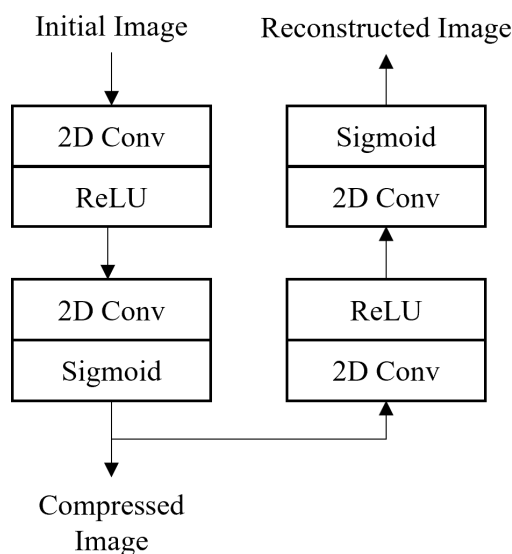 Initial Image
2D Conv
ReLU
2D Conv
Sigmoid
Compressed
Image
Reconstructed Image
Sigmoid
2D Conv
ReLU
2D Conv